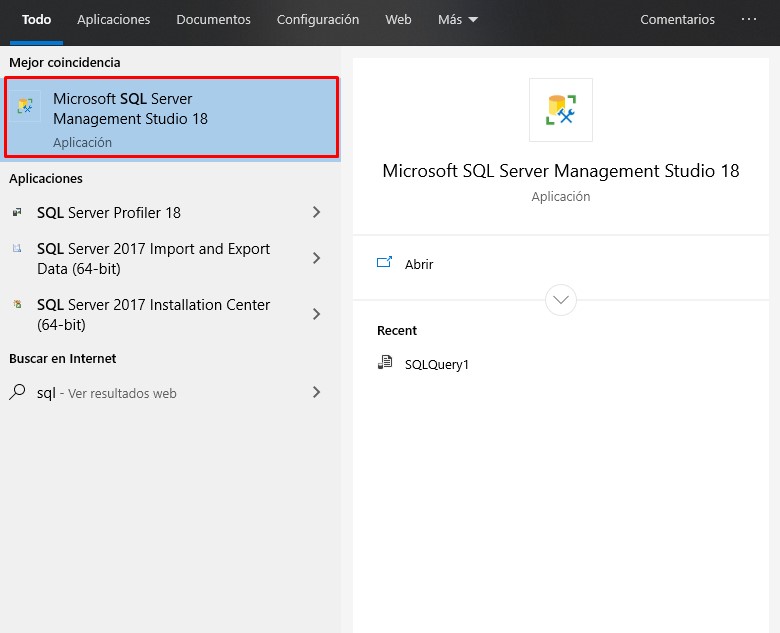 Todo Aplicaciones Documentos Configuración Web Más Comentarios ...
Mejor coincidencia
Microsoft SQL Server
Management Studio 18
Aplicación
Aplicaciones
SQL Server Profiler 18
SQL Server 2017 Import and Export
Data (64-bit)
SQL Server 2017 Installation Center
(64-bit)
Buscar en Internet
sql - Ver resultados web
Microsoft SQL Server Management Studio 18
Aplicación
Abrir
Recent
SQLQuery1